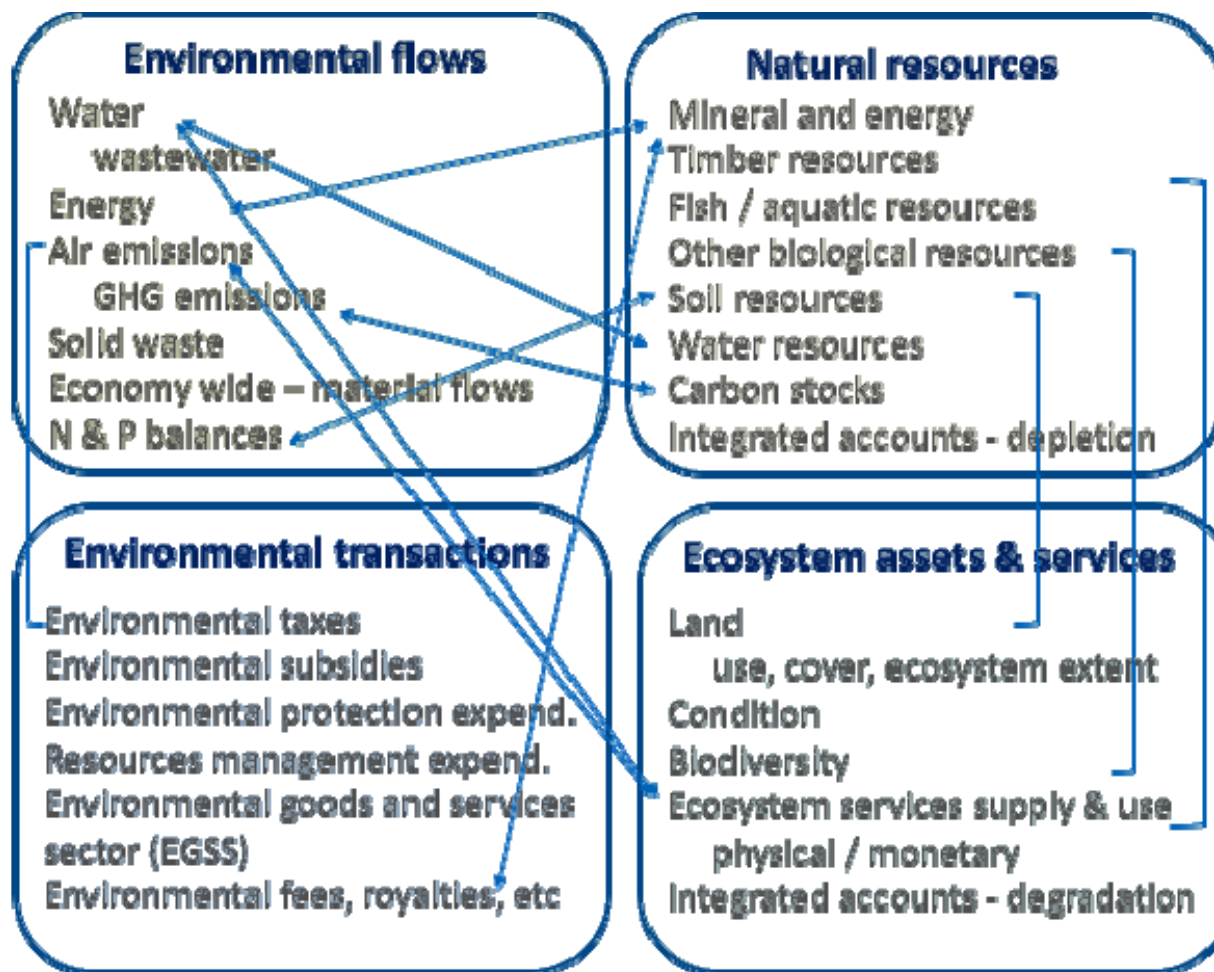 Environmental flows
Water
wastewater
Energy
Air emissions
GHG emissions
Solid waste
Economy wide – material flows
N & P balances
Natural resources
Mineral and energy
Timber resources
Fish / aquatic resources
Other biological resources
Soil resources
Water resources
Carbon stocks
Integrated accounts - depletion
Environmental transactions
Environmental taxes
Environmental subsidies
Environmental protection expend.
Resources management expend.
Environmental goods and services
sector (EGSS)
Environmental fees, royalties, etc
Ecosystem assets & services
Land
use, cover, ecosystem extent
Condition
Biodiversity
Ecosystem services supply & use
physical / monetary
Integrated accounts - degradation